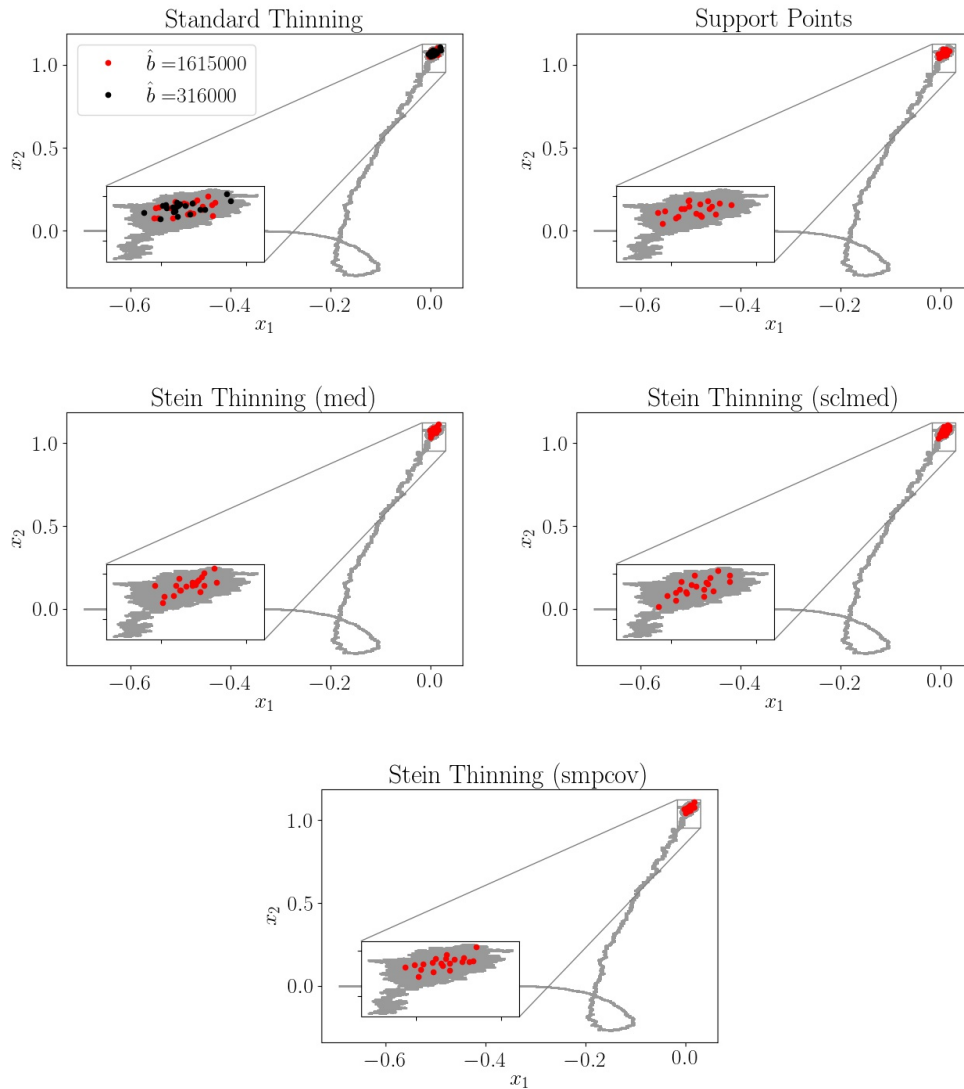 Standard Thinning
$\hat{b}$ =1615000
$\hat{b}$ =316000
1.0
0.5
0.0
x₂
−0.6
−0.4
−0.2
0.0
x₁
Support Points
1.0
0.5
0.0
x₂
−0.6
−0.4
−0.2
0.0
x₁
Stein Thinning (med)
1.0
0.5
0.0
x₂
−0.6
−0.4
−0.2
0.0
x₁
Stein Thinning (sclmed)
1.0
0.5
0.0
x₂
−0.6
−0.4
−0.2
0.0
x₁
Stein Thinning (smpcov)
1.0
0.5
0.0
x₂
−0.6
−0.4
−0.2
0.0
x₁